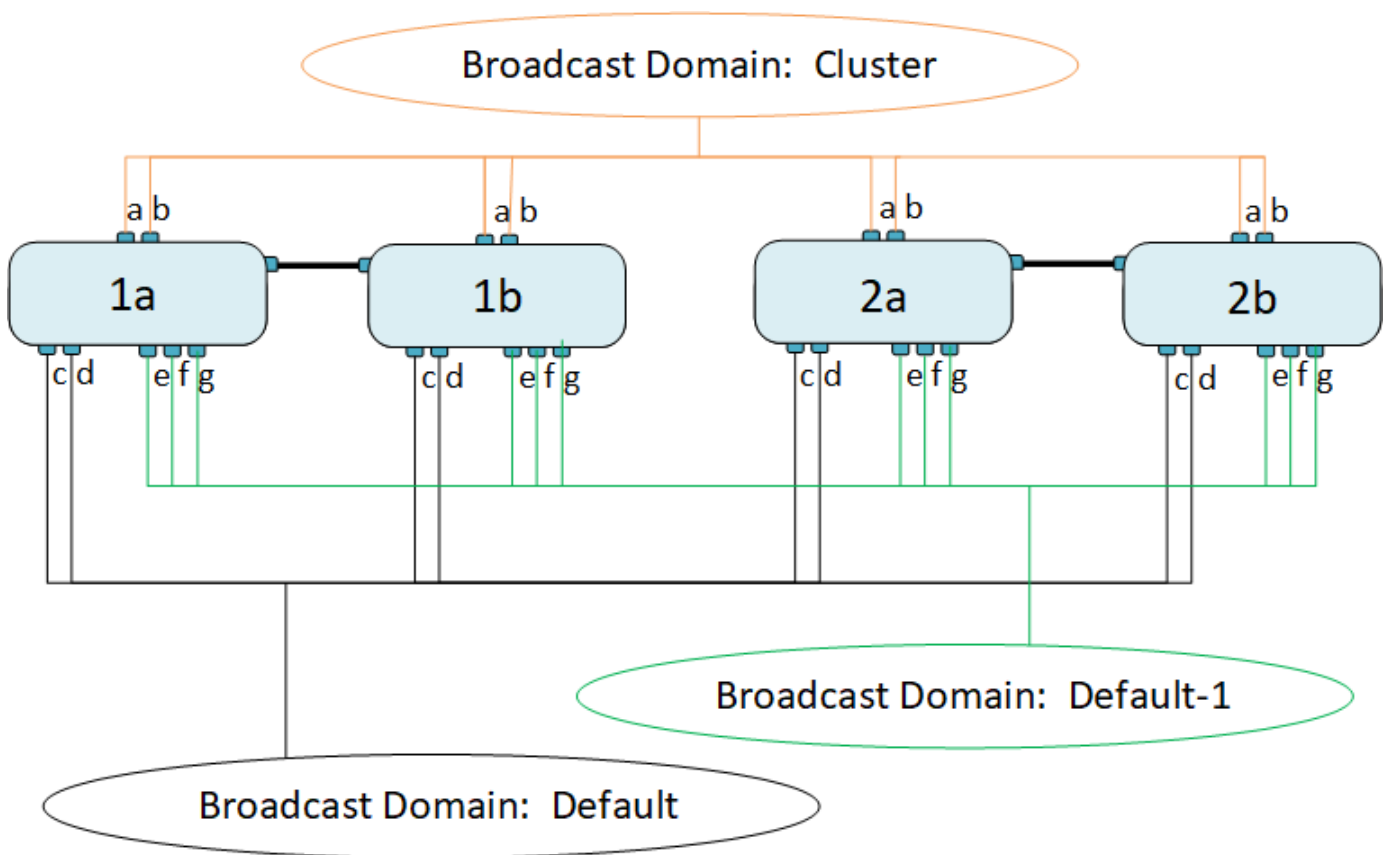 Broadcast Domain: Cluster
a b a b a b a b
1a 1b 2a 2b
c d e f g c d e f g c d e f g c d e f g
Broadcast Domain: Default-1
Broadcast Domain: Default